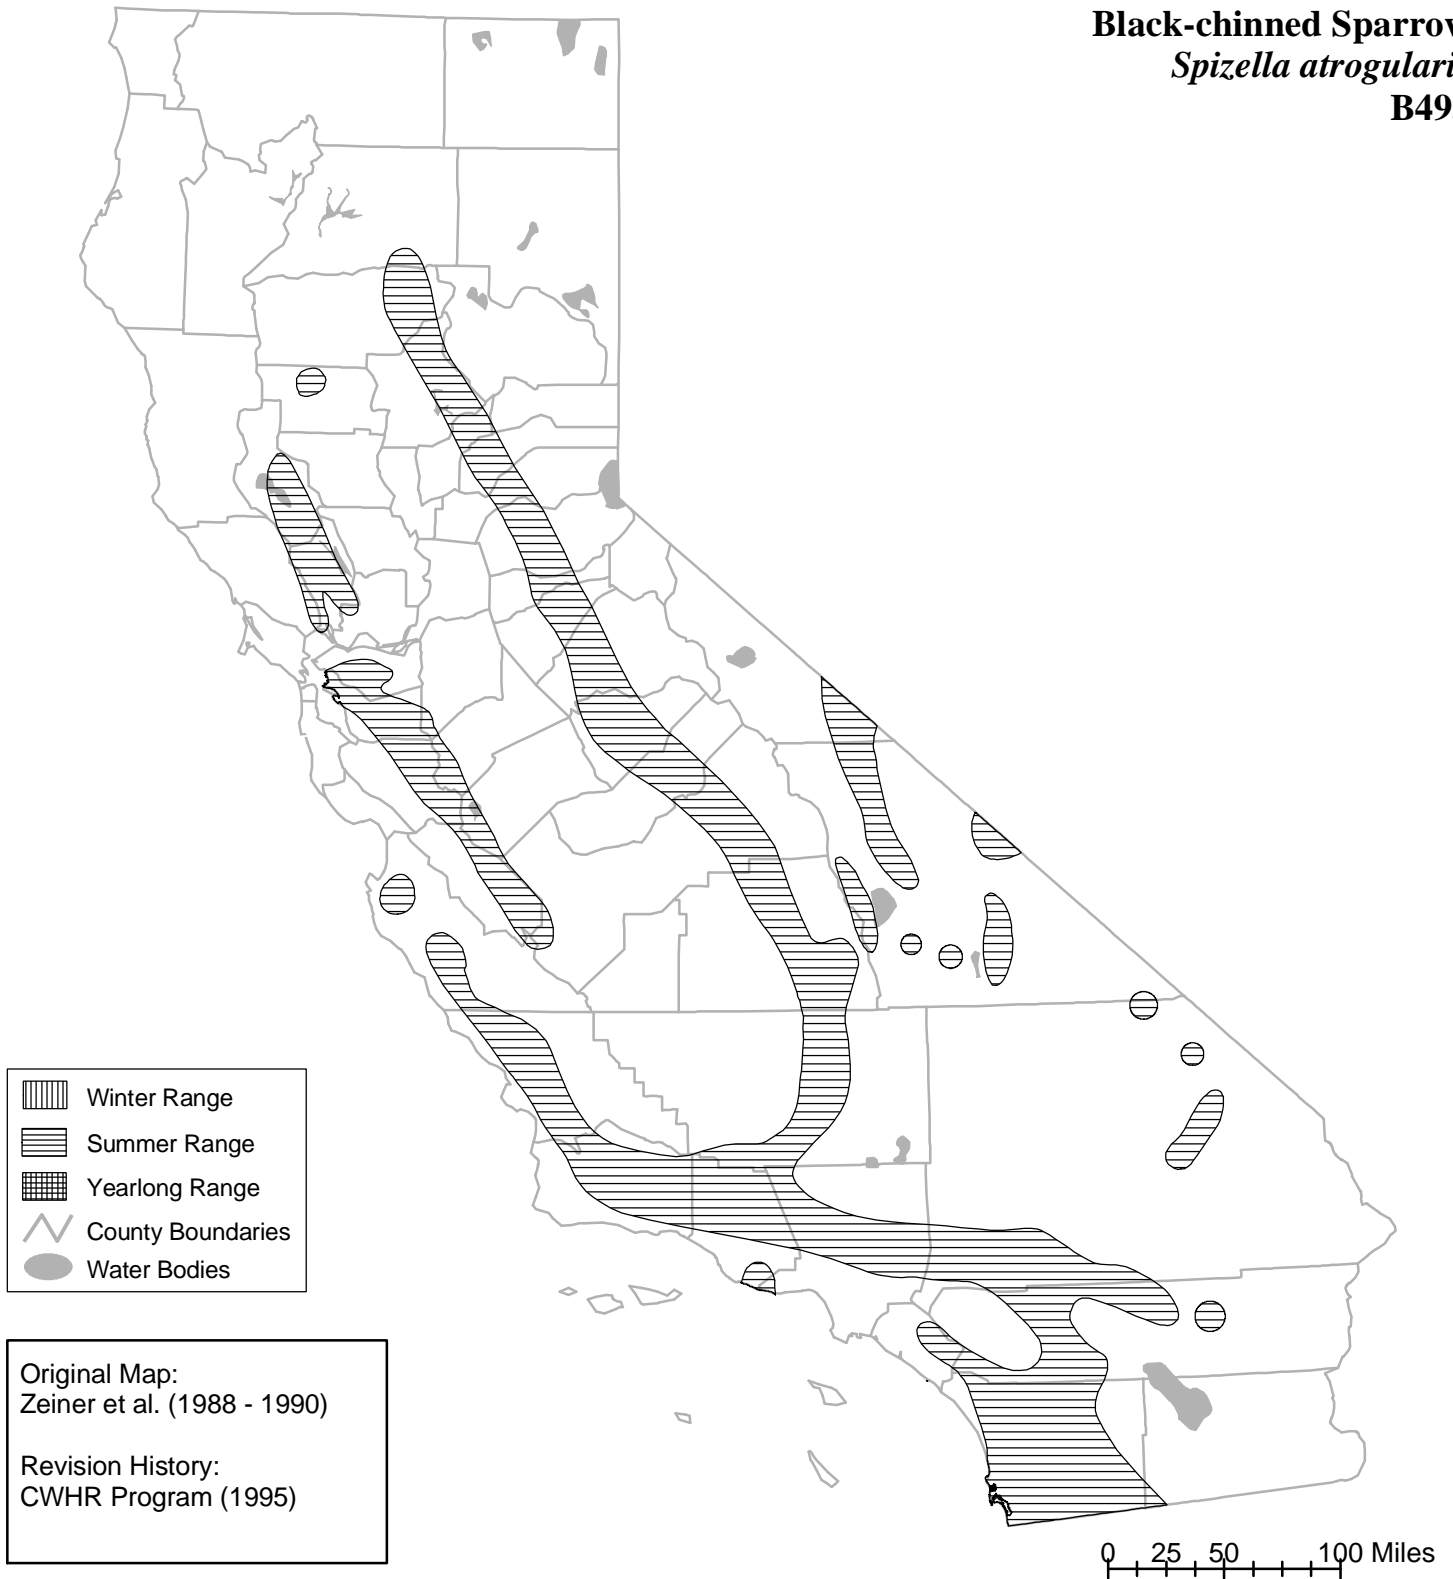 Black-chinned Sparrow
Spizella atrogulari
B49
Winter Range
Summer Range
Yearlong Range
County Boundaries
Water Bodies
Original Map:
Zeiner et al. (1988 - 1990)
Revision History:
CWHR Program (1995)
0 25 50 100 Miles